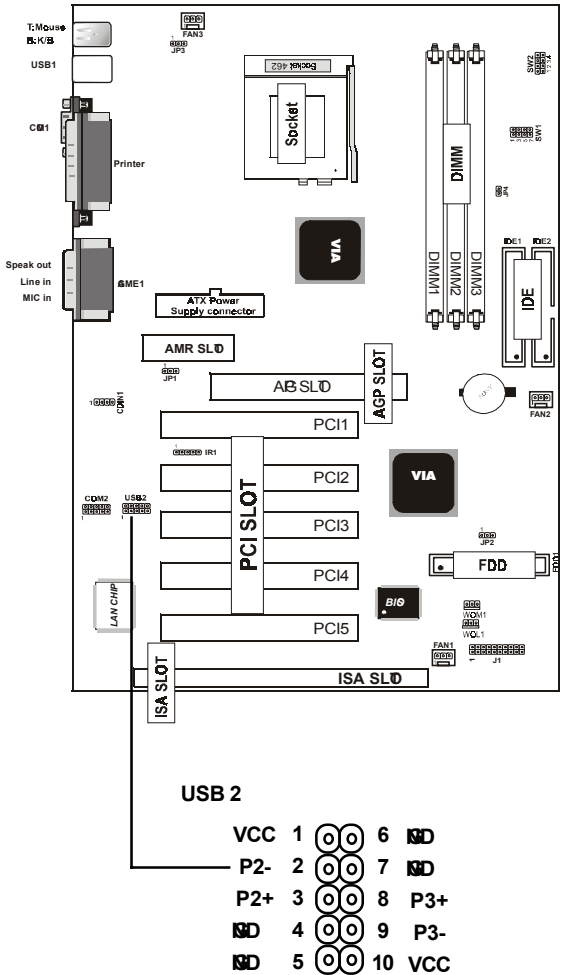 T:Mouse
B:K/B
USB1
COM1
Printer
Speak out
Line in
MIC in
GAME1
FAN3
JP3
Socket 462
Socket
VIA
ATX Power
Supply connector
AMR SLOT
JP1
AGP SLOT
AGP SLOT
CDIN1
PCI1
IR1
PCI2
PCI3
PCI4
PCI5
PCI SLOT
COM2
USB2
LAN CHIP
ISA SLOT
ISA SLOT
DIMM
DIMM1
DIMM2
DIMM3
SW2
1 2 3 4
SW1
JP4
IDE1
IDE2
IDE
FAN2
VIA
JP2
FDD
FDD1
BIOS
WOM1
WOL1
FAN1
J1
USB 2
VCC 1 6 GND
P2- 2 7 GND
P2+ 3 8 P3+
GND 4 9 P3-
GND 5 10 VCC